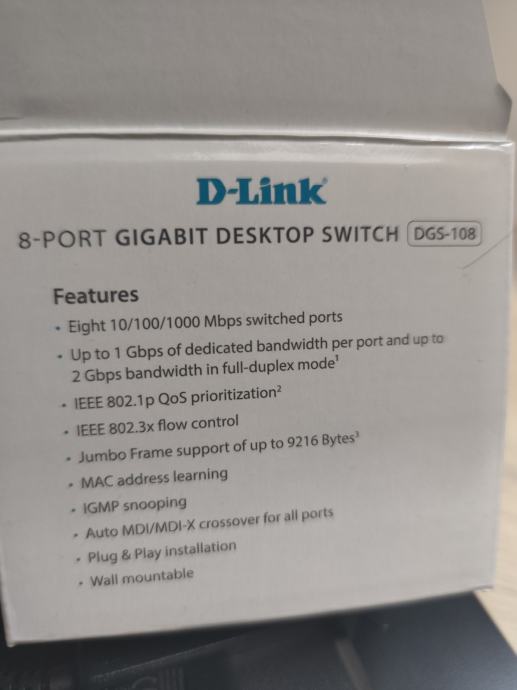 D-Link®
8-PORT GIGABIT DESKTOP SWITCH DGS-108
Features
• Eight 10/100/1000 Mbps switched ports
• Up to 1 Gbps of dedicated bandwidth per port and up to
2 Gbps bandwidth in full-duplex mode¹
• IEEE 802.1p QoS prioritization²
• IEEE 802.3x flow control
• Jumbo Frame support of up to 9216 Bytes³
• MAC address learning
• IGMP snooping
• Auto MDI/MDI-X crossover for all ports
• Plug & Play installation
• Wall mountable